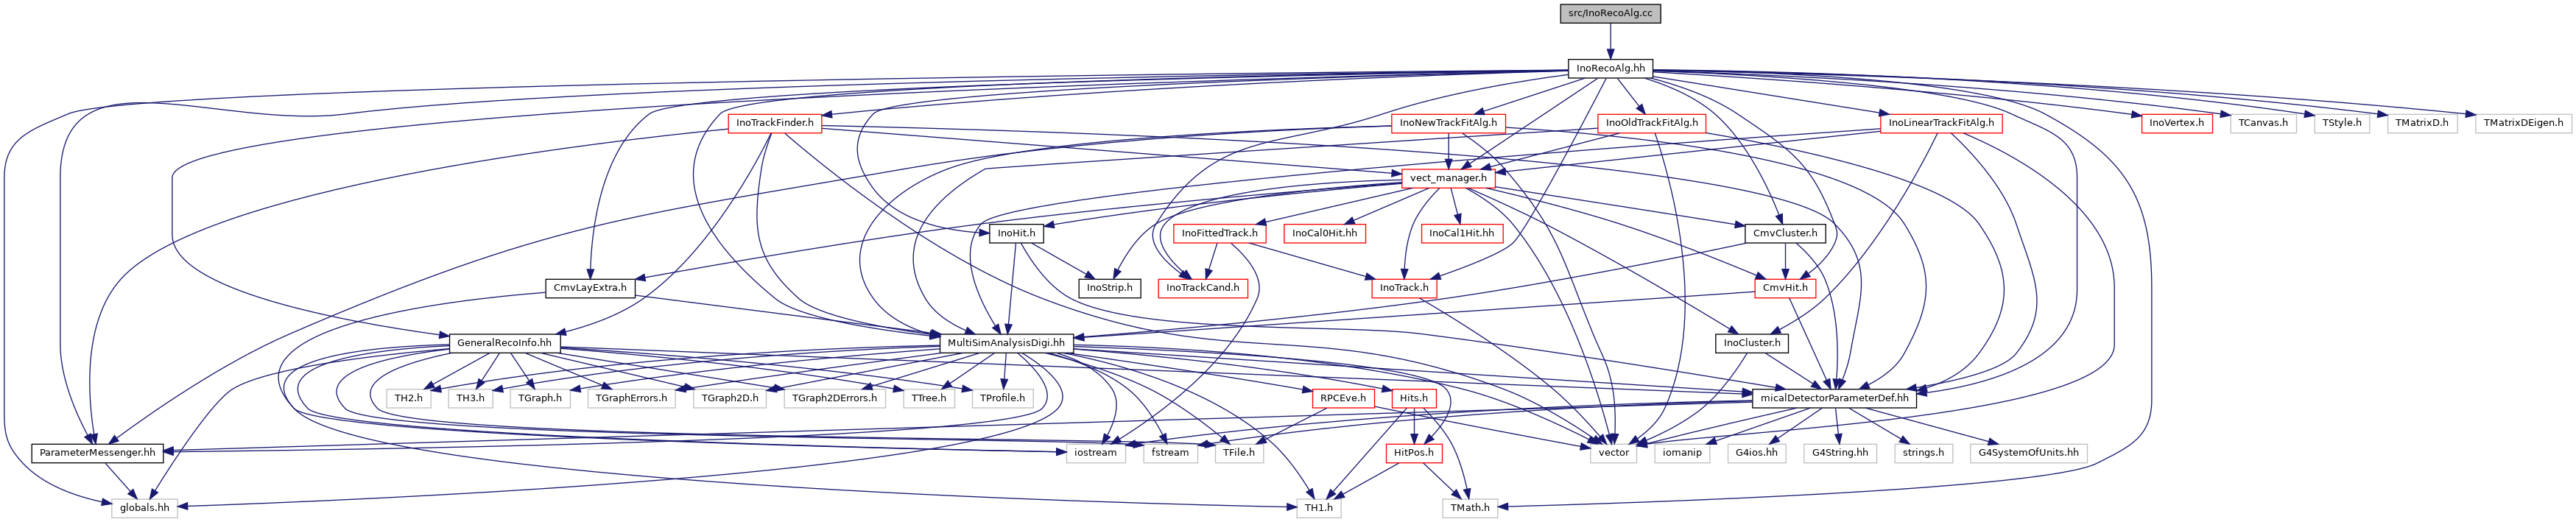 src/InoRecoAlg.cc
InoRecoAlg.hh
InoTrackFinder.h
InoNewTrackFitAlg.h
InoOldTrackFitAlg.h
InoLinearTrackFitAlg.h
InoVertex.h
TCanvas.h
TStyle.h
TMatrixD.h
TMatrixDEigen.h
vect_manager.h
InoHit.h
InoFittedTrack.h
InoCal0Hit.hh
InoCal1Hit.hh
CmvCluster.h
CmvLayExtra.h
InoStrip.h
InoTrackCand.h
InoTrack.h
CmvHit.h
GeneralRecoInfo.hh
MultiSimAnalysisDigi.hh
InoCluster.h
TH2.h
TH3.h
TGraph.h
TGraphErrors.h
TGraph2D.h
TGraph2DErrors.h
TTree.h
TProfile.h
RPCEve.h
Hits.h
micalDetectorParameterDef.hh
ParameterMessenger.hh
iostream
fstream
TFile.h
HitPos.h
vector
iomanip
G4ios.hh
G4String.hh
strings.h
G4SystemOfUnits.hh
globals.hh
TH1.h
TMath.h